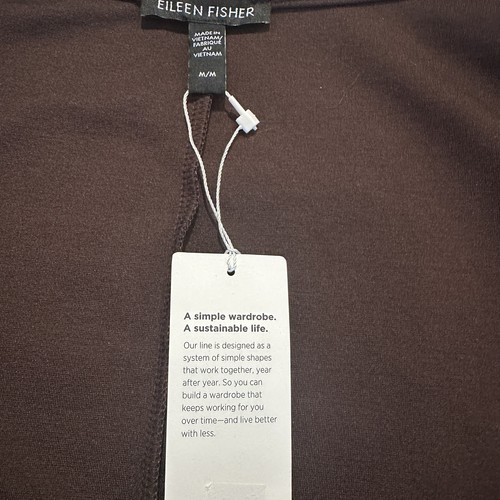 EILEEN FISHER
MADE IN
VIETNAM/
FABRIQUÉ
AU
VIETNAM
M/M
A simple wardrobe.
A sustainable life.
Our line is designed as a
system of simple shapes
that work together, year
after year. So you can
build a wardrobe that
keeps working for you
over time—and live better
with less.